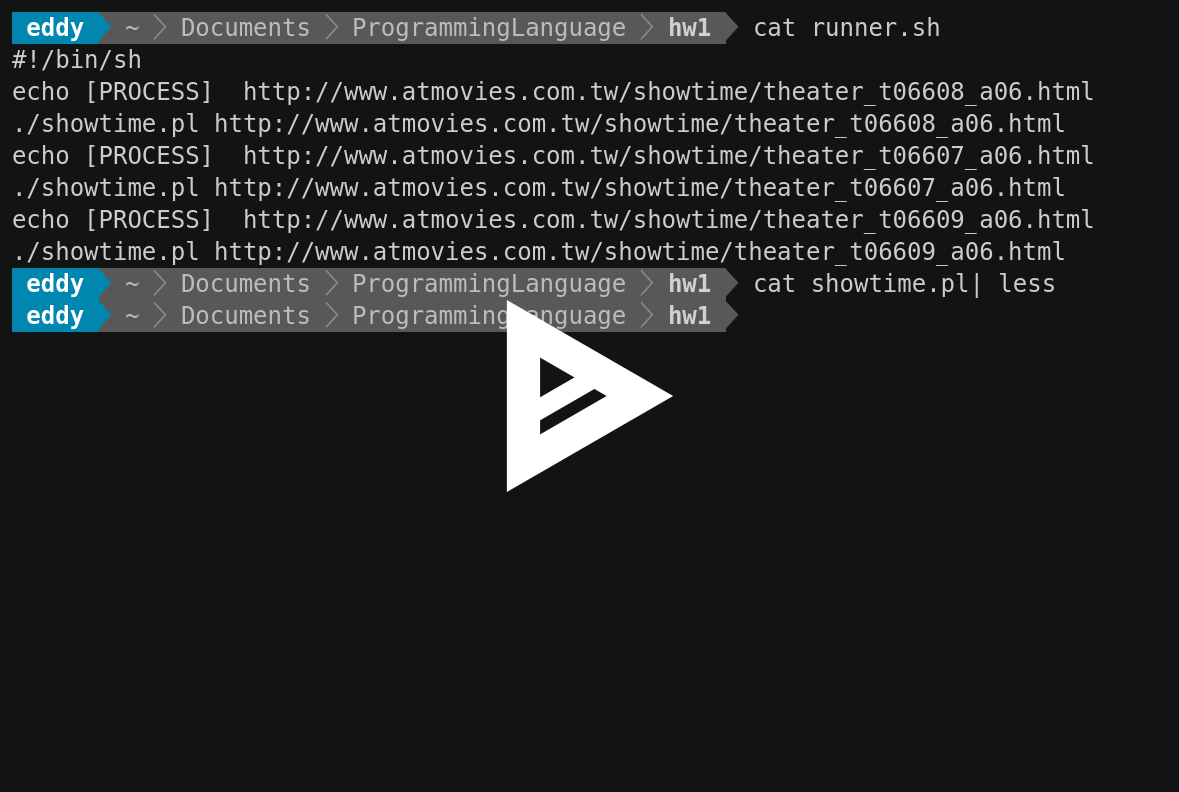 eddy ~ Documents ProgrammingLanguage hw1 cat runner.sh
#!/bin/sh
echo [PROCESS]  http://www.atmovies.com.tw/showtime/theater_t06608_a06.html
./showtime.pl http://www.atmovies.com.tw/showtime/theater_t06608_a06.html
echo [PROCESS]  http://www.atmovies.com.tw/showtime/theater_t06607_a06.html
./showtime.pl http://www.atmovies.com.tw/showtime/theater_t06607_a06.html
echo [PROCESS]  http://www.atmovies.com.tw/showtime/theater_t06609_a06.html
./showtime.pl http://www.atmovies.com.tw/showtime/theater_t06609_a06.html
eddy ~ Documents ProgrammingLanguage hw1 cat showtime.pl| less
eddy ~ Documents ProgrammingLanguage hw1